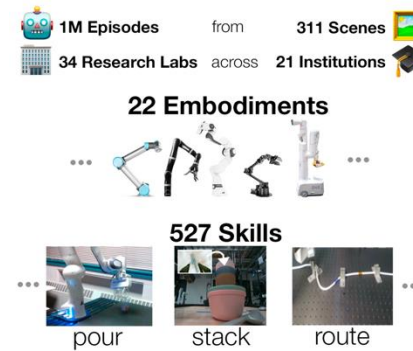 1M Episodes from 311 Scenes
34 Research Labs across 21 Institutions
22 Embodiments
527 Skills
pour stack route